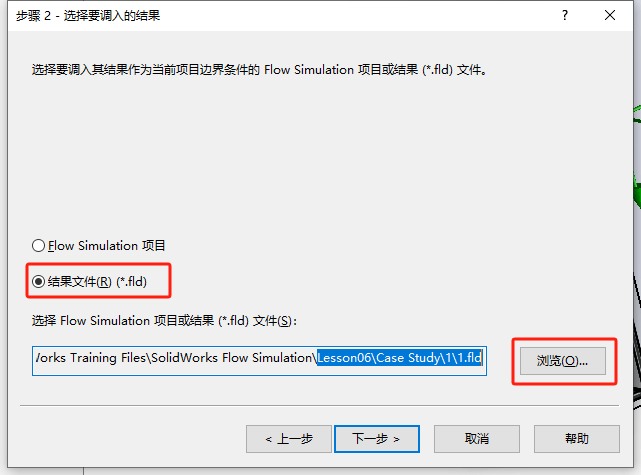 步骤 2 - 选择要调入的结果
? ×
选择要调入其结果作为当前项目边界条件的 Flow Simulation 项目或结果 (*.fld) 文件。
Flow Simulation 项目
结果文件(R) (*.fld)
选择 Flow Simulation 项目或结果 (*.fld) 文件(S):
Works Training Files\SolidWorks Flow Simulation\Lesson06\Case Study\1\1.fld
浏览(O)...
< 上一步
下一步 >
取消
帮助